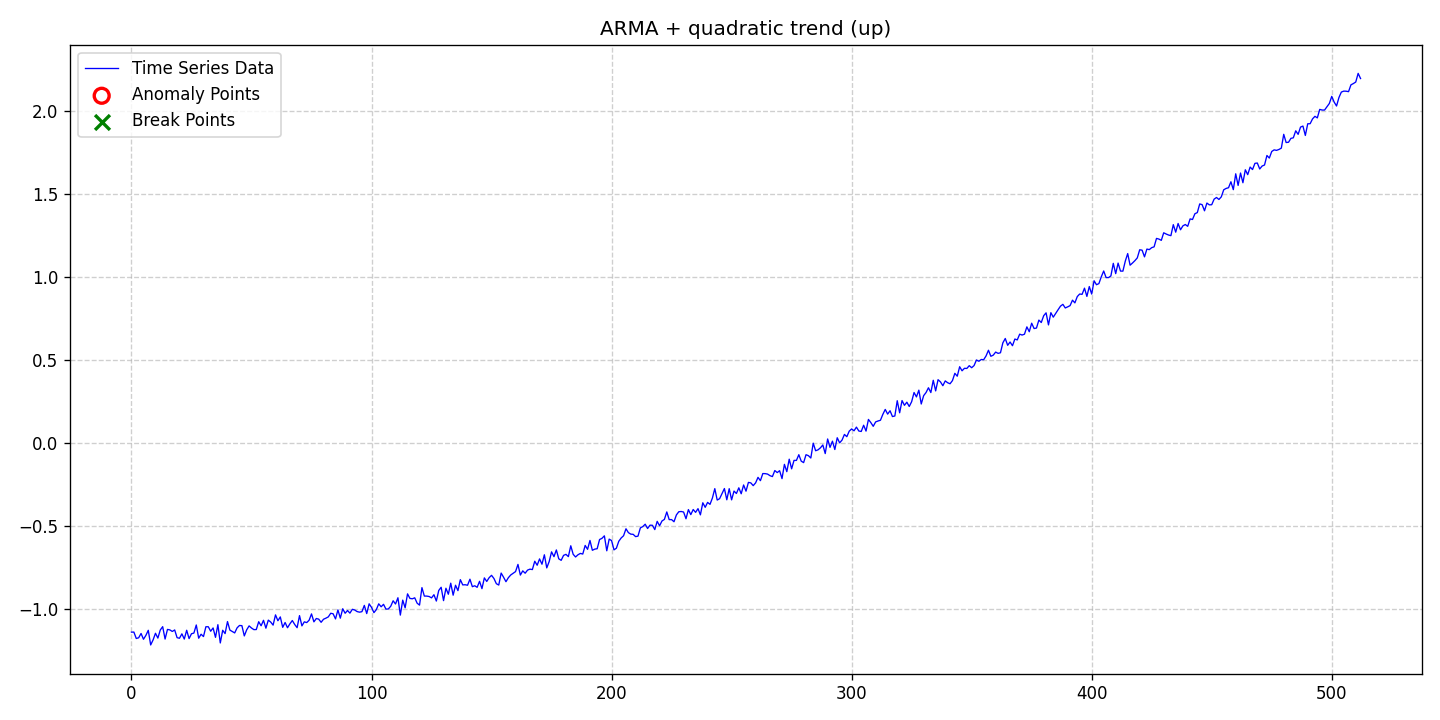 ARMA + quadratic trend (up)
Time Series Data
Anomaly Points
Break Points
2.0
1.5
1.0
0.5
0.0
−0.5
−1.0
0 100 200 300 400 500